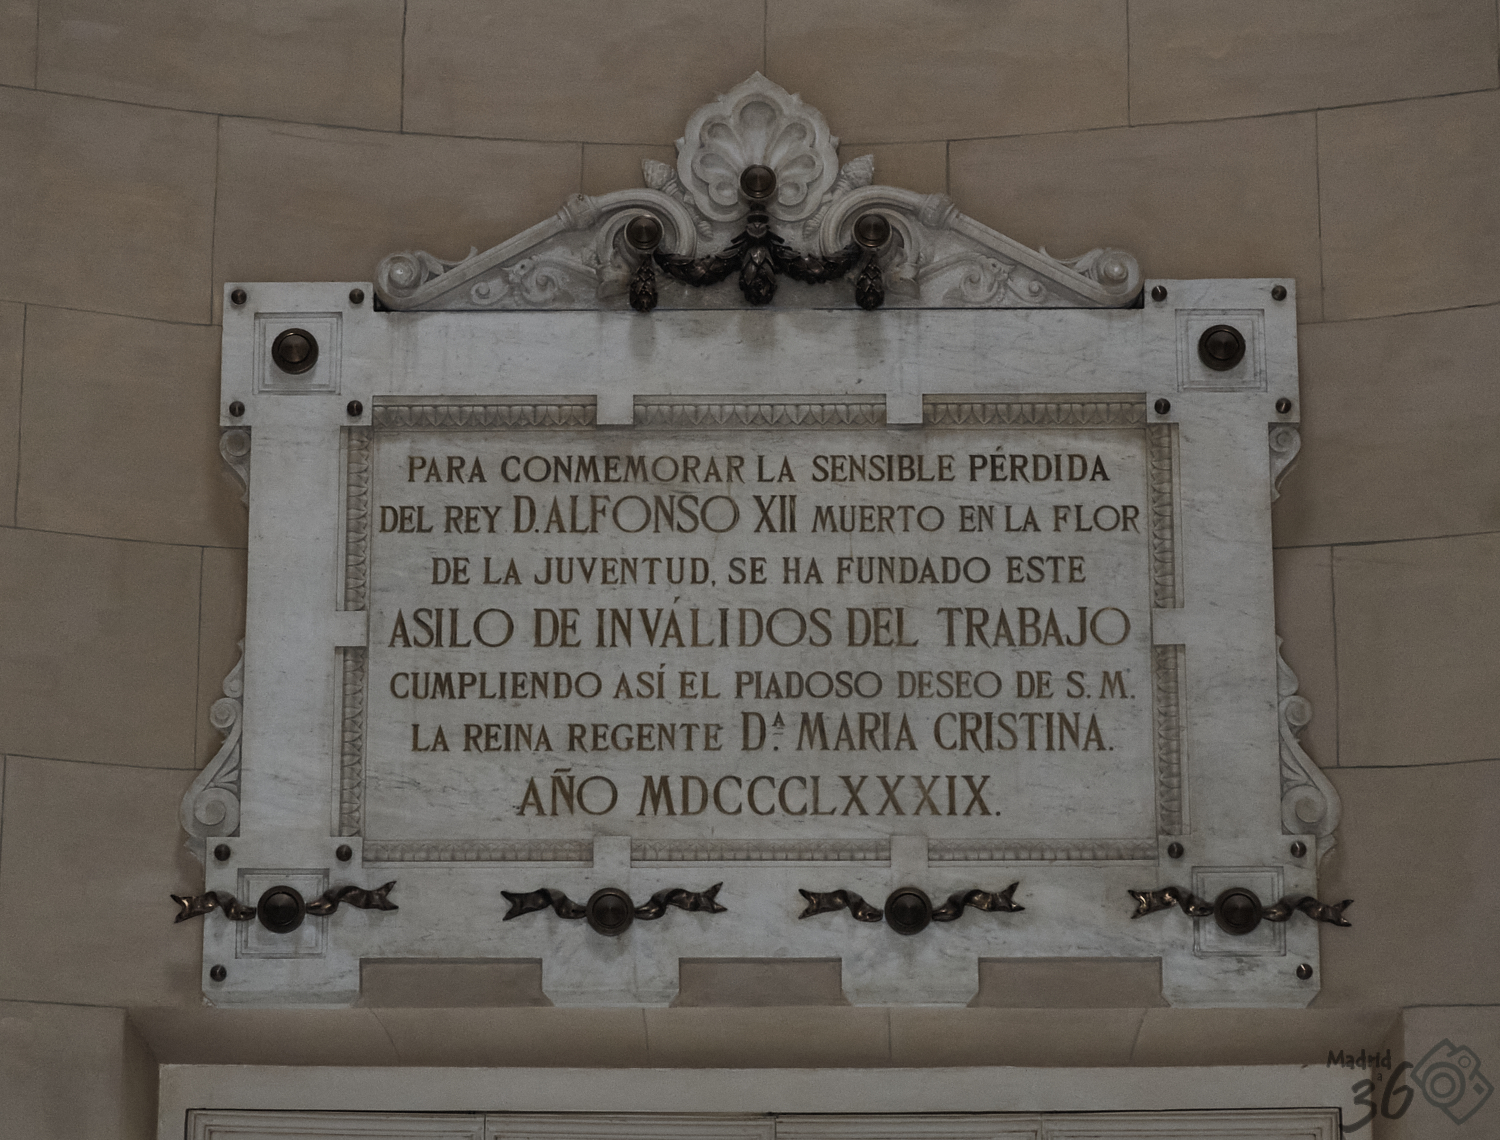 PARA CONMEMORAR LA SENSIBLE PÉRDIDA
DEL REY D. ALFONSO XII MUERTO EN LA FLOR
DE LA JUVENTUD, SE HA FUNDADO ESTE
ASILO DE INVÁLIDOS DEL TRABAJO
CUMPLIENDO ASÍ EL PIADOSO DESEO DE S. M.
LA REINA REGENTE D.ª MARIA CRISTINA.
AÑO MDCCCLXXXIX.
Madrid
a
36